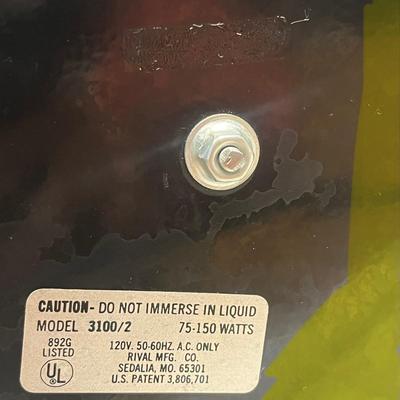 CAUTION- DO NOT IMMERSE IN LIQUID
MODEL 3100/2 75-150 WATTS
892G
LISTED
UL
120V. 50-60HZ. A.C. ONLY
RIVAL MFG. CO.
SEDALIA, MO. 65301
U.S. PATENT 3,806,701